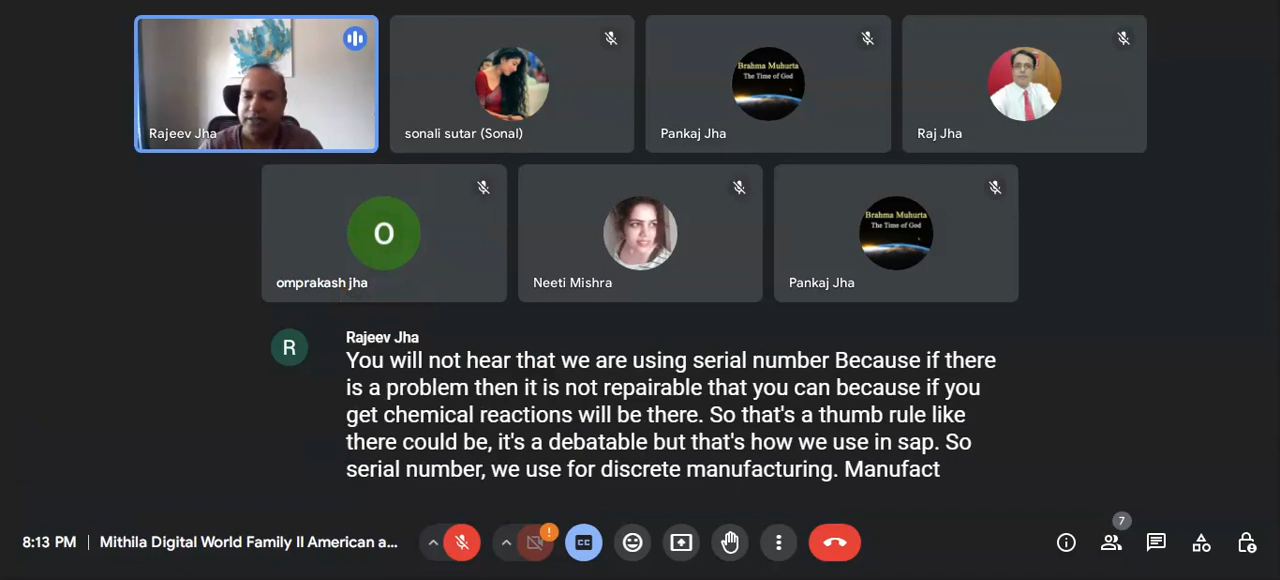 Rajeev Jha
sonali sutar (Sonal)
Brahma Muhurta
The Time of God
Pankaj Jha
Raj Jha
O
omprakash jha
Neeti Mishra
Brahma Muhurta
The Time of God
Pankaj Jha
R
Rajeev Jha
You will not hear that we are using serial number Because if there
is a problem then it is not repairable that you can because if you
get chemical reactions will be there. So that's a thumb rule like
there could be, it's a debatable but that's how we use in sap. So
serial number, we use for discrete manufacturing. Manufact
8:13 PM | Mithila Digital World Family II American a...
CC
7